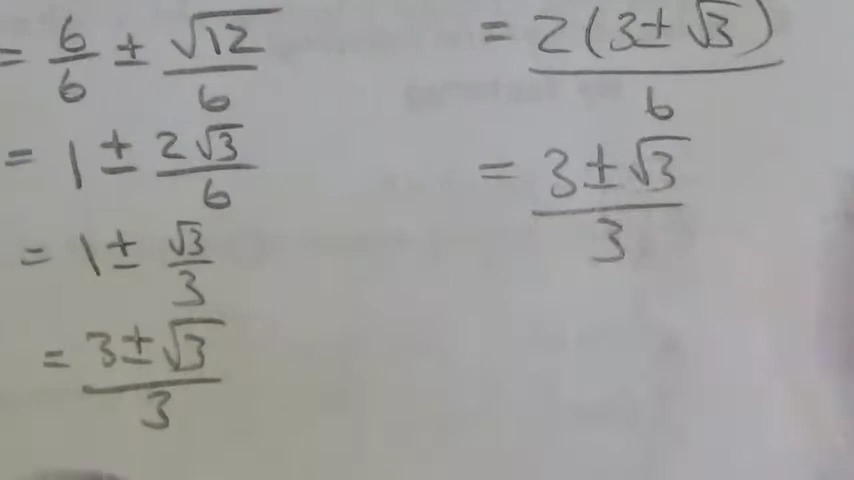 = 6/6 ± √12/6
= 1 ± 2√3/6
= 1 ± √3/3
= (3±√3)/3
= 2(3±√3)/6
= (3±√3)/3